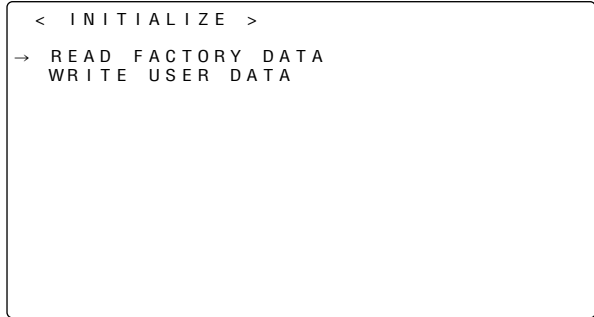 < INITIALIZE >
→ READ FACTORY DATA
WRITE USER DATA